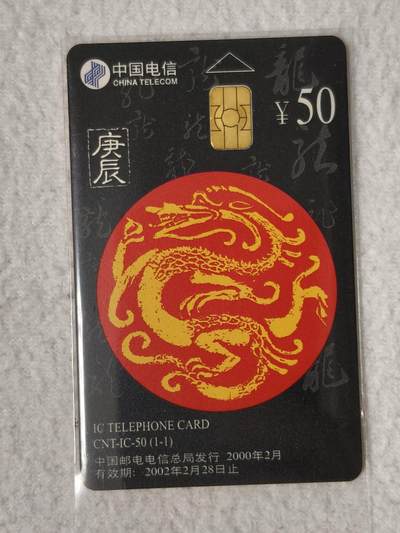 中国电信
CHINA TELECOM
¥50
庚辰
龍
龍
IC TELEPHONE CARD
CNT-IC-50 (1-1)
中国邮电电信总局发行 2000年2月
有效期: 2002年2月28日止